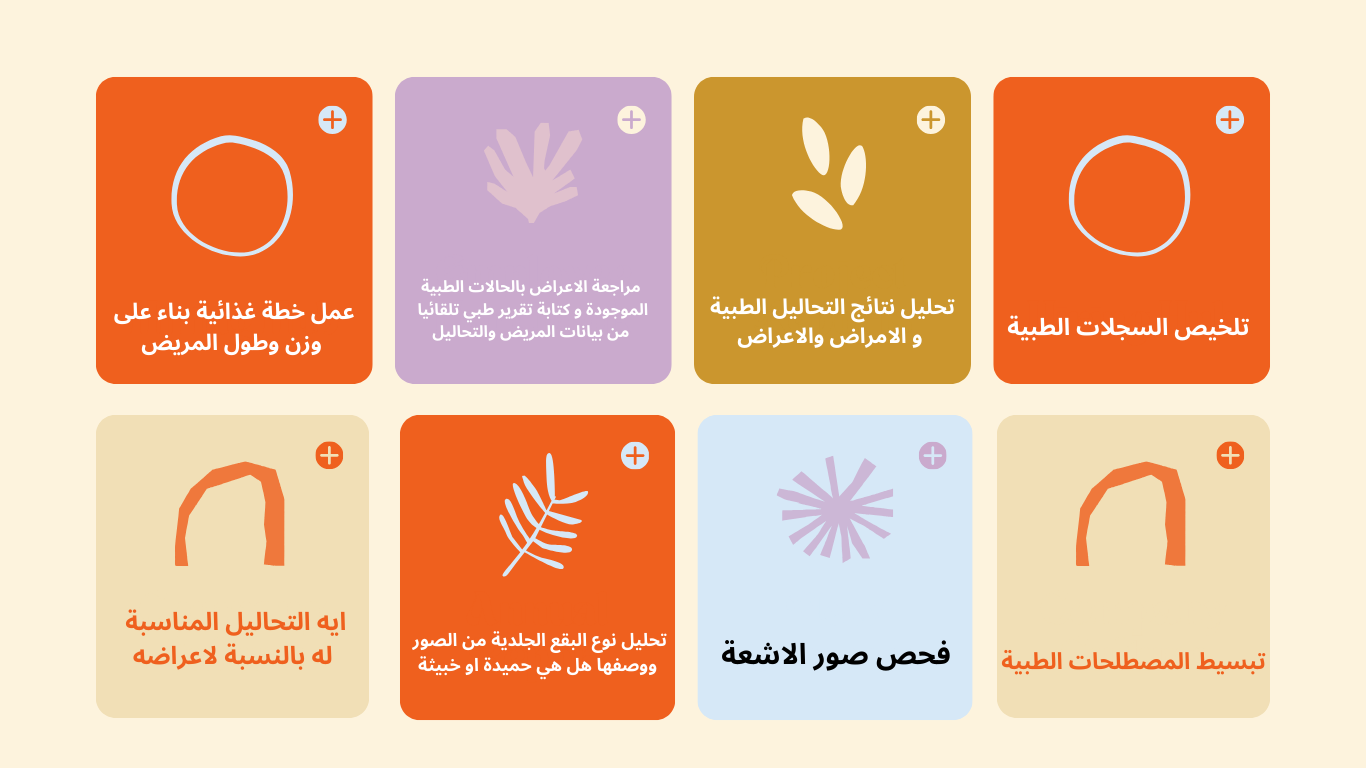 تلخيص السجلات الطبية
تحليل نتائج التحاليل الطبية
و الامراض والاعراض
مراجعة الاعراض بالحالات الطبية
الموجودة و كتابة تقرير طبي تلقائيا
من بيانات المريض والتحاليل
عمل خطة غذائية بناء على
وزن وطول المريض
تبسيط المصطلحات الطبية
فحص صور الاشعة
تحليل نوع البقع الجلدية من الصور
ووصفها هل هي حميدة او خبيثة
ايه التحاليل المناسبة
له بالنسبة لاعراضه